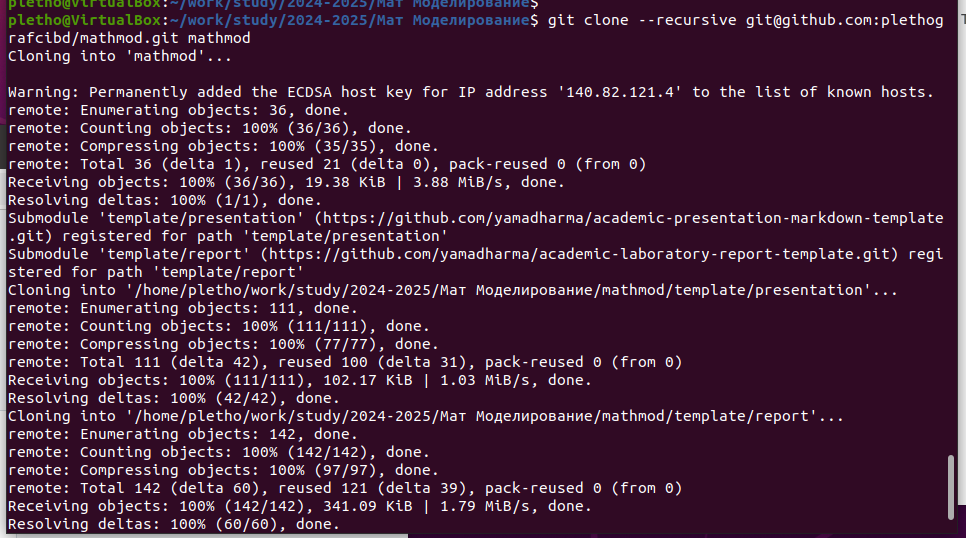 pletho@VirtualBox:~/work/study/2024-2025/Мат Моделирование$
pletho@VirtualBox:~/work/study/2024-2025/Мат Моделирование$ git clone --recursive git@github.com:plethog
rafcibd/mathmod.git mathmod
Cloning into 'mathmod'...

Warning: Permanently added the ECDSA host key for IP address '140.82.121.4' to the list of known hosts.
remote: Enumerating objects: 36, done.
remote: Counting objects: 100% (36/36), done.
remote: Compressing objects: 100% (35/35), done.
remote: Total 36 (delta 1), reused 21 (delta 0), pack-reused 0 (from 0)
Receiving objects: 100% (36/36), 19.38 KiB | 3.88 MiB/s, done.
Resolving deltas: 100% (1/1), done.
Submodule 'template/presentation' (https://github.com/yamadharma/academic-presentation-markdown-template
.git) registered for path 'template/presentation'
Submodule 'template/report' (https://github.com/yamadharma/academic-laboratory-report-template.git) regi
stered for path 'template/report'
Cloning into '/home/pletho/work/study/2024-2025/Мат Моделирование/mathmod/template/presentation'...
remote: Enumerating objects: 111, done.
remote: Counting objects: 100% (111/111), done.
remote: Compressing objects: 100% (77/77), done.
remote: Total 111 (delta 42), reused 100 (delta 31), pack-reused 0 (from 0)
Receiving objects: 100% (111/111), 102.17 KiB | 1.03 MiB/s, done.
Resolving deltas: 100% (42/42), done.
Cloning into '/home/pletho/work/study/2024-2025/Мат Моделирование/mathmod/template/report'...
remote: Enumerating objects: 142, done.
remote: Counting objects: 100% (142/142), done.
remote: Compressing objects: 100% (97/97), done.
remote: Total 142 (delta 60), reused 121 (delta 39), pack-reused 0 (from 0)
Receiving objects: 100% (142/142), 341.09 KiB | 1.79 MiB/s, done.
Resolving deltas: 100% (60/60), done.